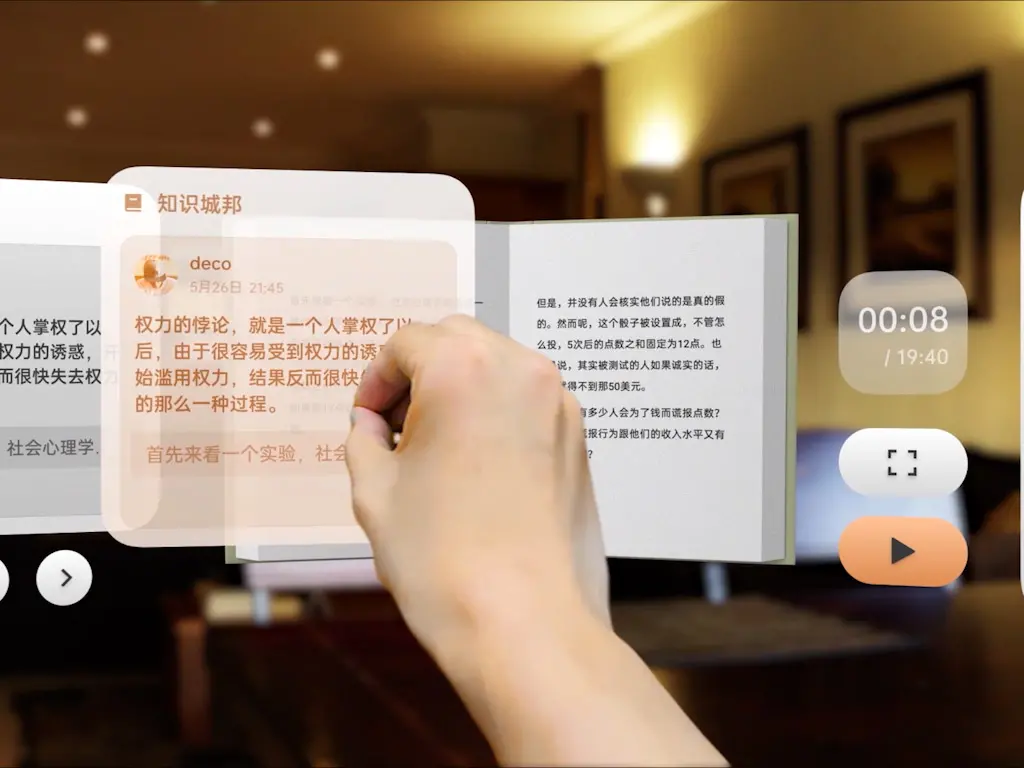 个人掌权了以
权力的诱惑，
而很快失去权
社会心理学.
知识城邦
deco
5月26日 21:45
权力的悖论，就是一个人掌权了以
后，由于很容易受到权力的诱
始滥用权力，结果反而很快
的那么一种过程。
首先来看一个实验，社会
但是，并没有人会核实他们说的是真的假
的。然而呢，这个骰子被设置成，不管怎
么投，5次后的点数之和固定为12点。也
说，其实被测试的人如果诚实的话，
得不到那50美元。
有多少人会为了钱而谎报点数？
报行为跟他们的收入水平又有
？
00:08
/ 19:40